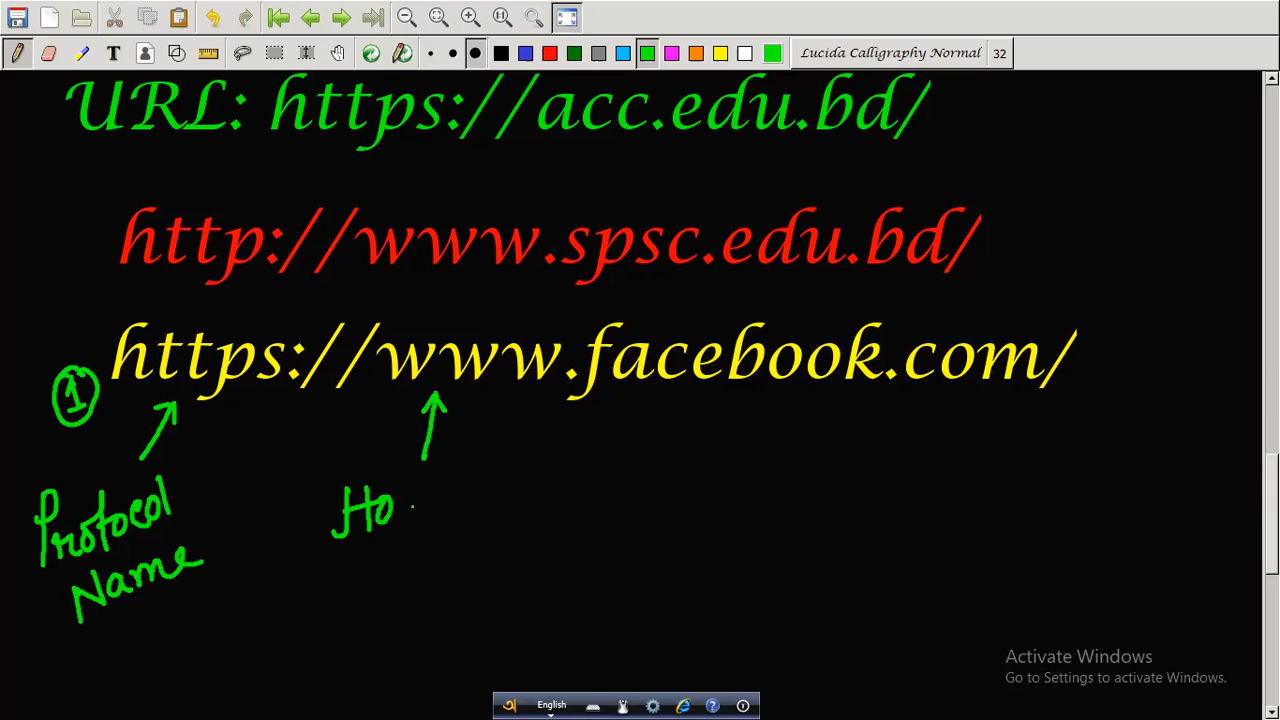 Lucida Calligraphy Normal 32
URL: https://acc.edu.bd/
http://www.spsc.edu.bd/
https://www.facebook.com/
1
Protocol
Name
Ho
Activate Windows
Go to Settings to activate Windows.
English